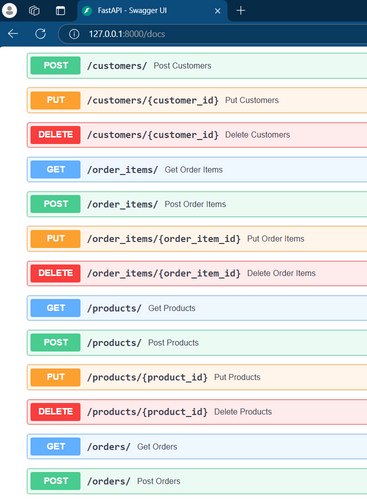 FastAPI - Swagger UI
127.0.0.1:8000/docs
POST /customers/ Post Customers
PUT /customers/{customer_id} Put Customers
DELETE /customers/{customer_id} Delete Customers
GET /order_items/ Get Order Items
POST /order_items/ Post Order Items
PUT /order_items/{order_item_id} Put Order Items
DELETE /order_items/{order_item_id} Delete Order Items
GET /products/ Get Products
POST /products/ Post Products
PUT /products/{product_id} Put Products
DELETE /products/{product_id} Delete Products
GET /orders/ Get Orders
POST /orders/ Post Orders